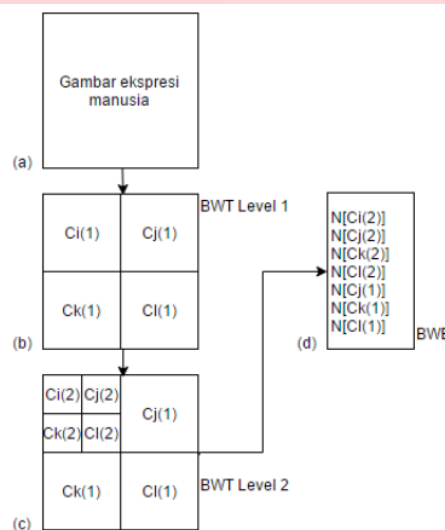 Gambar ekspresi
manusia
(a)
BWT Level 1
Ci(1) Cj(1)
Ck(1) Cl(1)
(b)
N[Ci(2)]
N[Cj(2)]
N[Ck(2)]
N[Cl(2)]
N[Cj(1)]
N[Ck(1)]
N[Cl(1)]
(d)
BWE
Ci(2) Cj(2)
Cj(1)
Ck(2) Cl(2)
BWT Level 2
Ck(1) Cl(1)
(c)